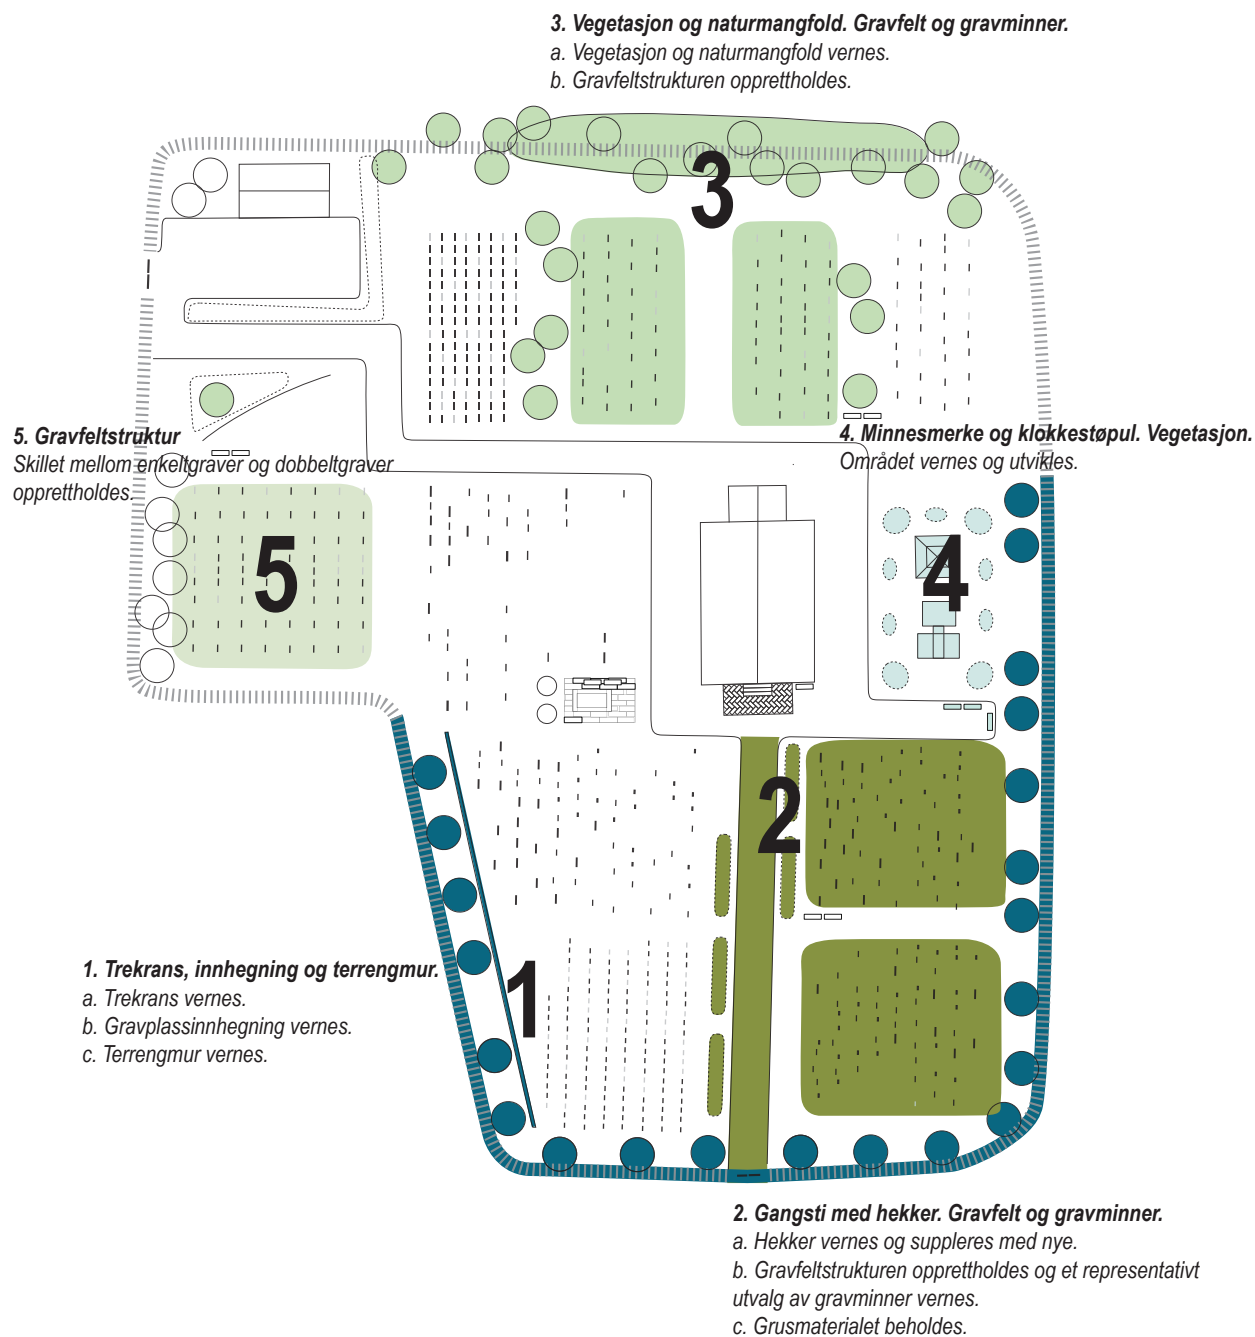 3. Vegetasjon og naturmangfold. Gravfelt og gravminner.
a. Vegetasjon og naturmangfold vernes.
b. Gravfeltstrukturen opprettholdes.
3
5. Gravfeltstruktur
Skillet mellom enkeltgraver og dobbeltgraver
opprettholdes.
4. Minnesmerke og klokkestøpul. Vegetasjon.
Området vernes og utvikles.
5
4
2
1. Trekrans, innhegning og terrengmur.
a. Trekrans vernes.
b. Gravplassinnhegning vernes.
c. Terrengmur vernes.
1
2. Gangsti med hekker. Gravfelt og gravminner.
a. Hekker vernes og suppleres med nye.
b. Gravfeltstrukturen opprettholdes og et representativt
utvalg av gravminner vernes.
c. Grusmaterialet beholdes.